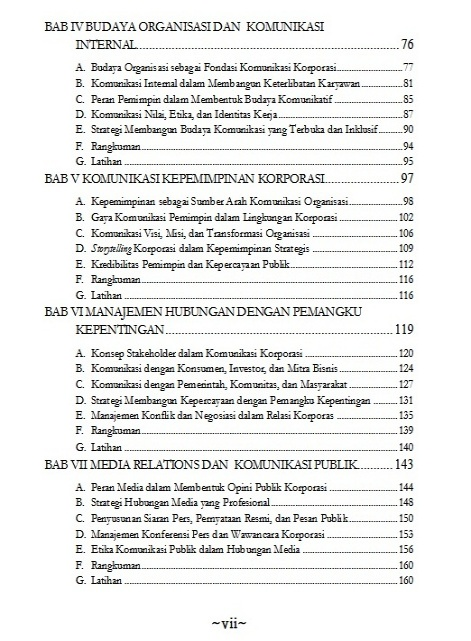 BAB IV BUDAYA ORGANISASI DAN KOMUNIKASI
INTERNAL.......................................................................... 76
A. Budaya Organisasi sebagai Fondasi Komunikasi Korporasi..........................77
B. Komunikasi Internal dalam Membangun Keterlibatan Karyawan ..............81
C. Peran Pemimpin dalam Membentuk Budaya Komunikatif ..........................85
D. Komunikasi Nilai, Etika, dan Identitas Kerja.............................................87
E. Strategi Membangun Budaya Komunikasi yang Terbuka dan Inklusif.........90
F. Rangkuman...............................................................................................94
G. Latihan .....................................................................................................95
BAB V KOMUNIKASI KEPEMIMPINAN KORPORASI..................... 97
A. Kepemimpinan sebagai Sumber Arah Komunikasi Organisasi.....................98
B. Gaya Komunikasi Pemimpin dalam Lingkungan Korporasi ......................102
C. Komunikasi Visi, Misi, dan Transformasi Organisasi ................................106
D. Storytelling Korporasi dalam Kepemimpinan Strategis ................................109
E. Kredibilitas Pemimpin dan Kepercayaan Publik.........................................112
F. Rangkuman.............................................................................................116
G. Latihan ...................................................................................................116
BAB VI MANAJEMEN HUBUNGAN DENGAN PEMANGKU
KEPENTINGAN................................................................ 119
A. Konsep Stakeholder dalam Komunikasi Korporasi ...................................120
B. Komunikasi dengan Konsumen, Investor, dan Mitra Bisnis......................124
C. Komunikasi dengan Pemerintah, Komunitas, dan Masyarakat ..................127
D. Strategi Membangun Kepercayaan dengan Pemangku Kepentingan .........131
E. Manajemen Konflik dan Negosiasi dalam Relasi Korporas .......................135
F. Rangkuman.............................................................................................139
G. Latihan ...................................................................................................140
BAB VII MEDIA RELATIONS DAN KOMUNIKASI PUBLIK........... 143
A. Peran Media dalam Membentuk Opini Publik Korporasi .........................144
B. Strategi Hubungan Media yang Profesional..............................................148
C. Penyusunan Siaran Pers, Pernyataan Resmi, dan Pesan Publik..................150
D. Manajemen Konferensi Pers dan Wawancara Korporasi ..........................153
E. Etika Komunikasi Publik dalam Hubungan Media ...................................156
F. Rangkuman.............................................................................................160
G. Latihan ...................................................................................................160
~vii~